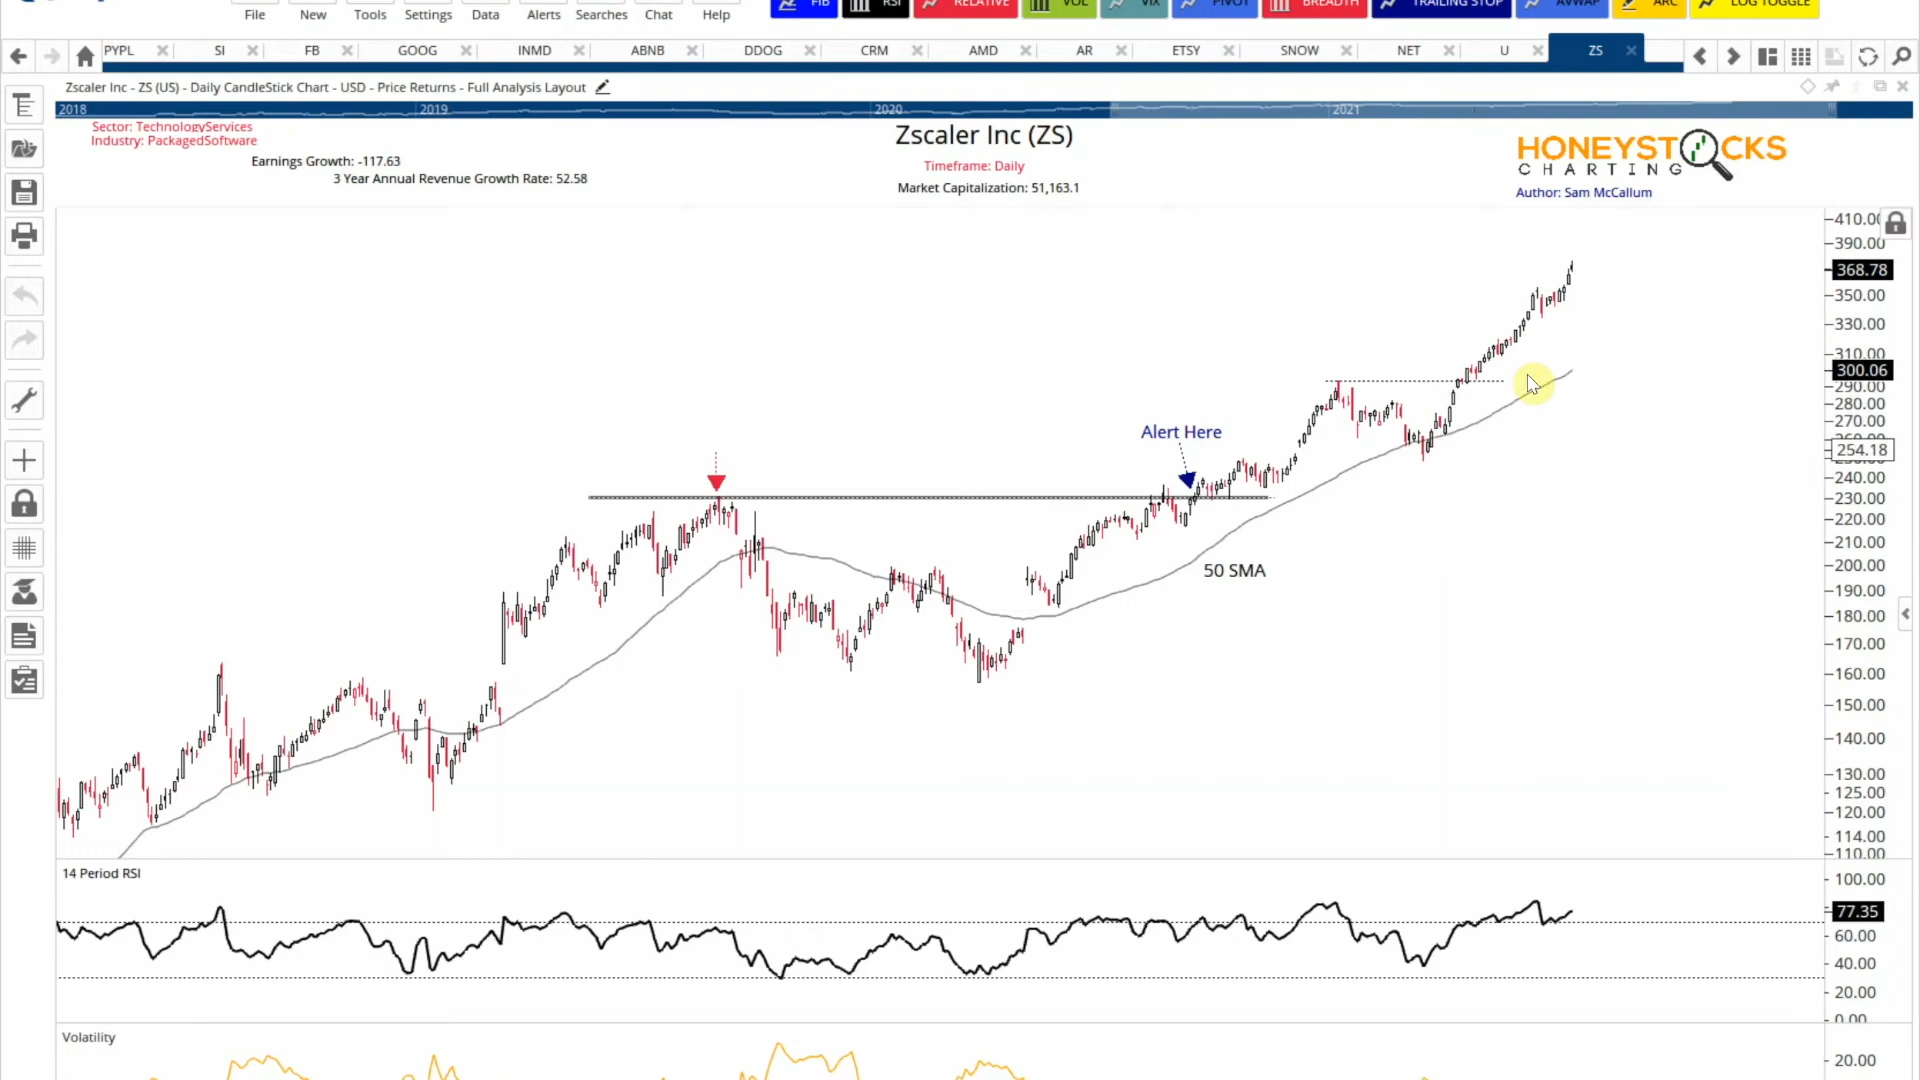 FIB RSI RELATIVE VOL VIX PIVOT BREADTH TRAILING STOP AVWAP ARC LOG TOGGLE
File New Tools Settings Data Alerts Searches Chat Help
PYPL SI FB GOOG INMD ABNB DDOG CRM AMD AR ETSY SNOW NET U ZS
Zscaler Inc - ZS (US) - Daily CandleStick Chart - USD - Price Returns - Full Analysis Layout
2018 2019 2020 2021
Sector: TechnologyServices
Industry: PackagedSoftware
Earnings Growth: -117.63
3 Year Annual Revenue Growth Rate: 52.58
Zscaler Inc (ZS)
Timeframe: Daily
Market Capitalization: 51,163.1
HONEYSTOCKS
CHARTING
Author: Sam McCallum
410.00
390.00
368.78
350.00
330.00
310.00
300.06
290.00
280.00
270.00
260.00
254.18
240.00
230.00
220.00
210.00
200.00
190.00
180.00
170.00
160.00
150.00
140.00
130.00
125.00
120.00
114.00
110.00
Alert Here
50 SMA
14 Period RSI
100.00
77.35
60.00
40.00
20.00
0.00
Volatility
20.00